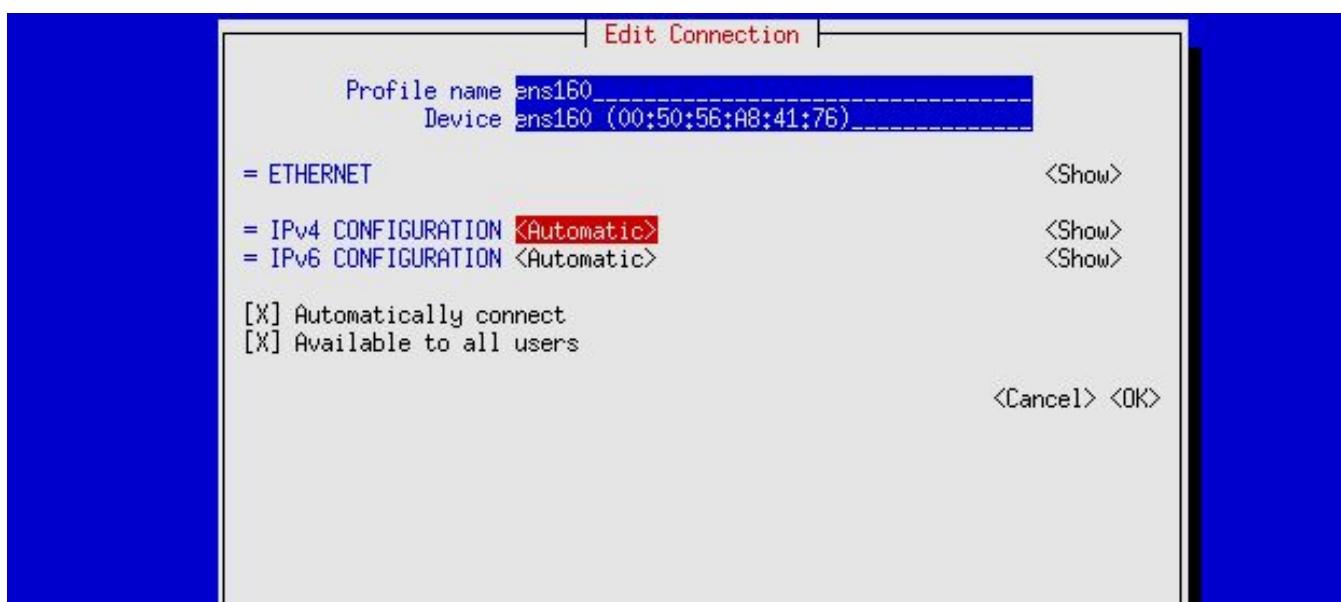 Edit Connection
Profile name ens160
Device ens160 (00:50:56:A8:41:76)
= ETHERNET <Show>
= IPv4 CONFIGURATION <Automatic> <Show>
= IPv6 CONFIGURATION <Automatic> <Show>
[X] Automatically connect
[X] Available to all users
<Cancel> <OK>